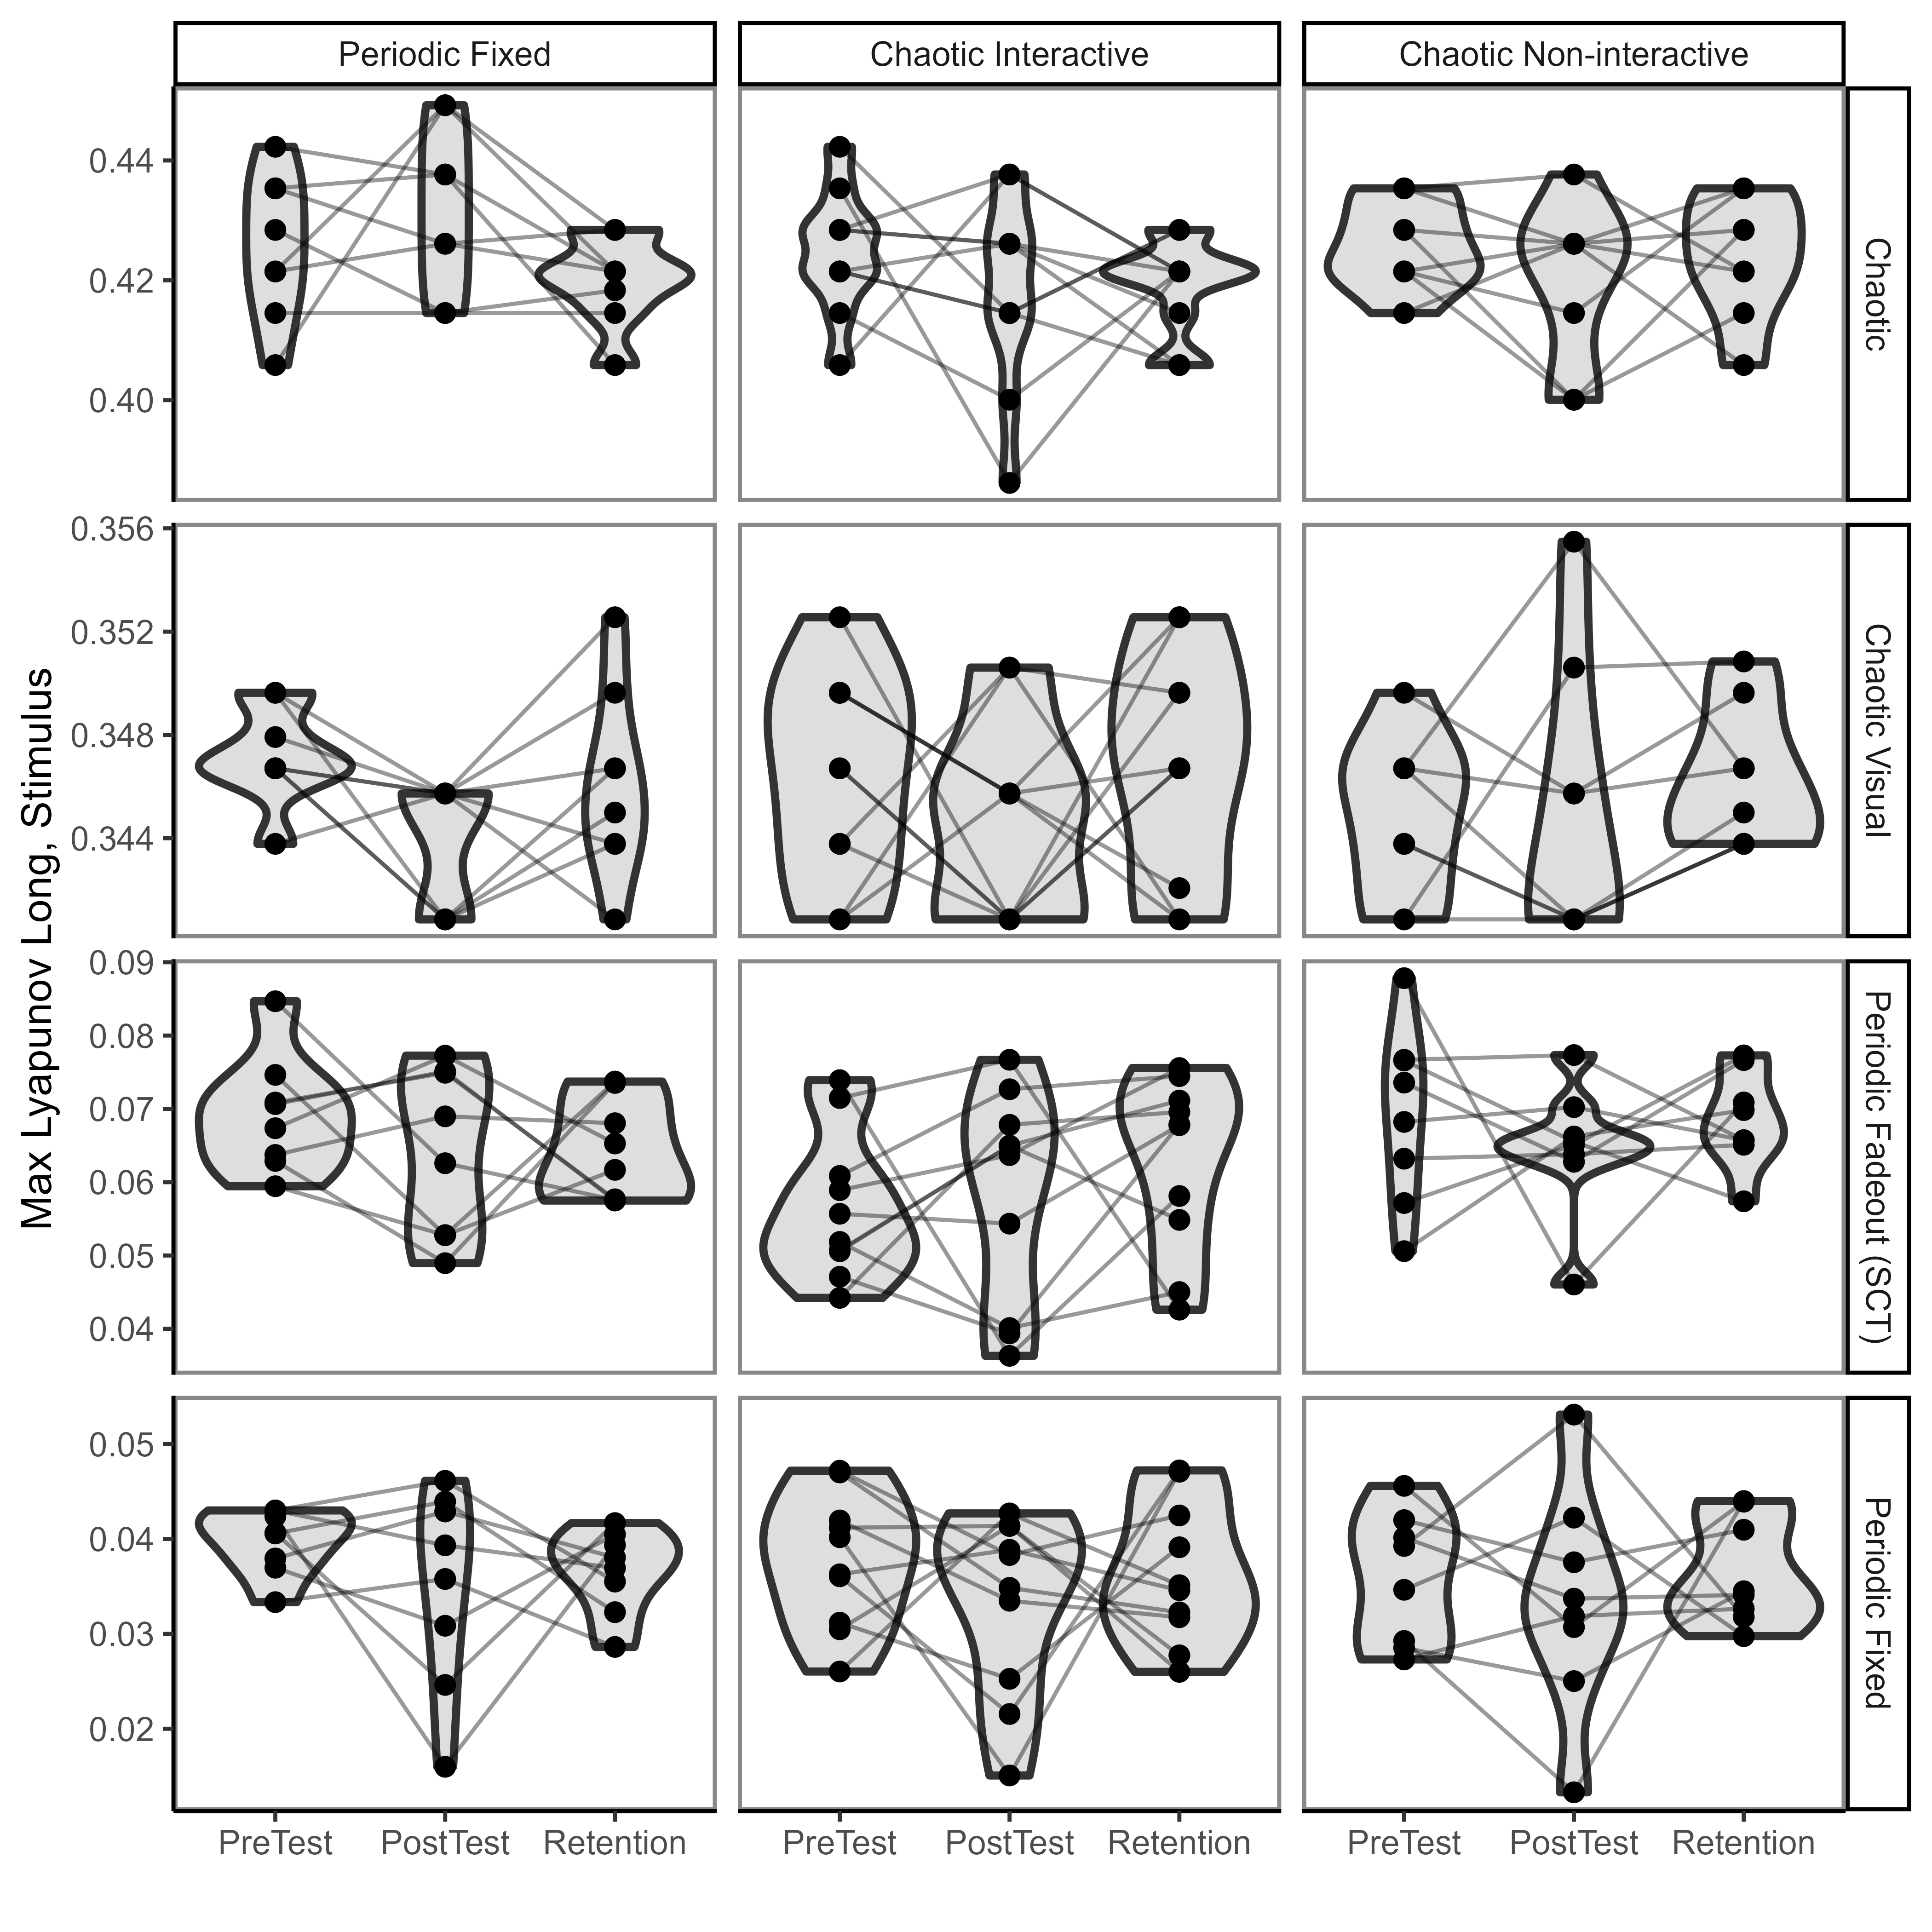 Periodic Fixed
Chaotic Interactive
Chaotic Non-interactive
Max Lyapunov Long, Stimulus
0.44
0.42
0.40
Chaotic
0.356
0.352
0.348
0.344
Chaotic Visual
0.09
0.08
0.07
0.06
0.05
0.04
Periodic Fadeout (SCT)
0.05
0.04
0.03
0.02
Periodic Fixed
PreTest PostTest Retention
PreTest PostTest Retention
PreTest PostTest Retention